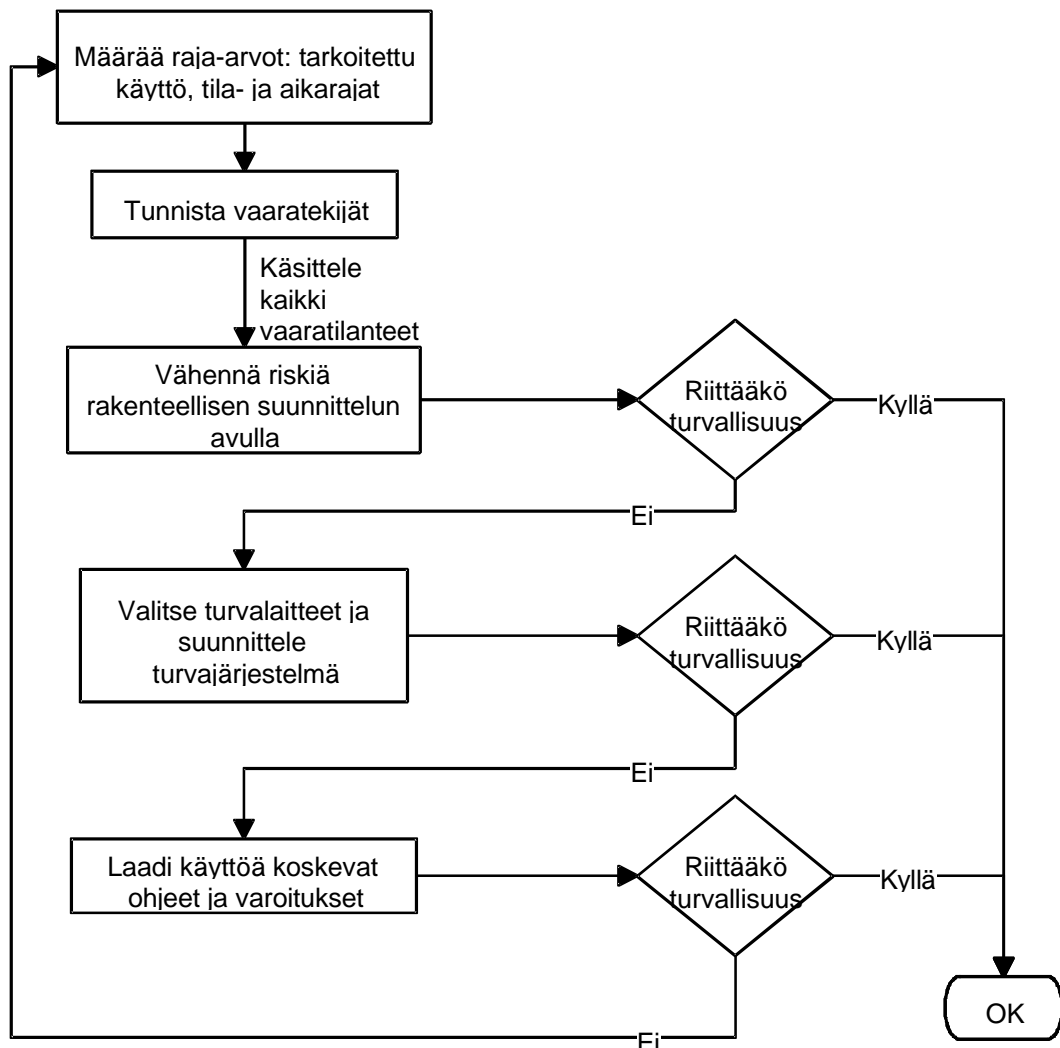 Määrää raja-arvot: tarkoitettu
käyttö, tila- ja aikarajat
Tunnista vaaratekijät
Käsittele
kaikki
vaaratilanteet
Vähennä riskiä
rakenteellisen suunnittelun
avulla
Riittääkö
turvallisuus
Kyllä
Ei
Valitse turvalaitteet ja
suunnittele
turvajärjestelmä
Riittääkö
turvallisuus
Kyllä
Ei
Laadi käyttöä koskevat
ohjeet ja varoitukset
Riittääkö
turvallisuus
Kyllä
Ei
OK